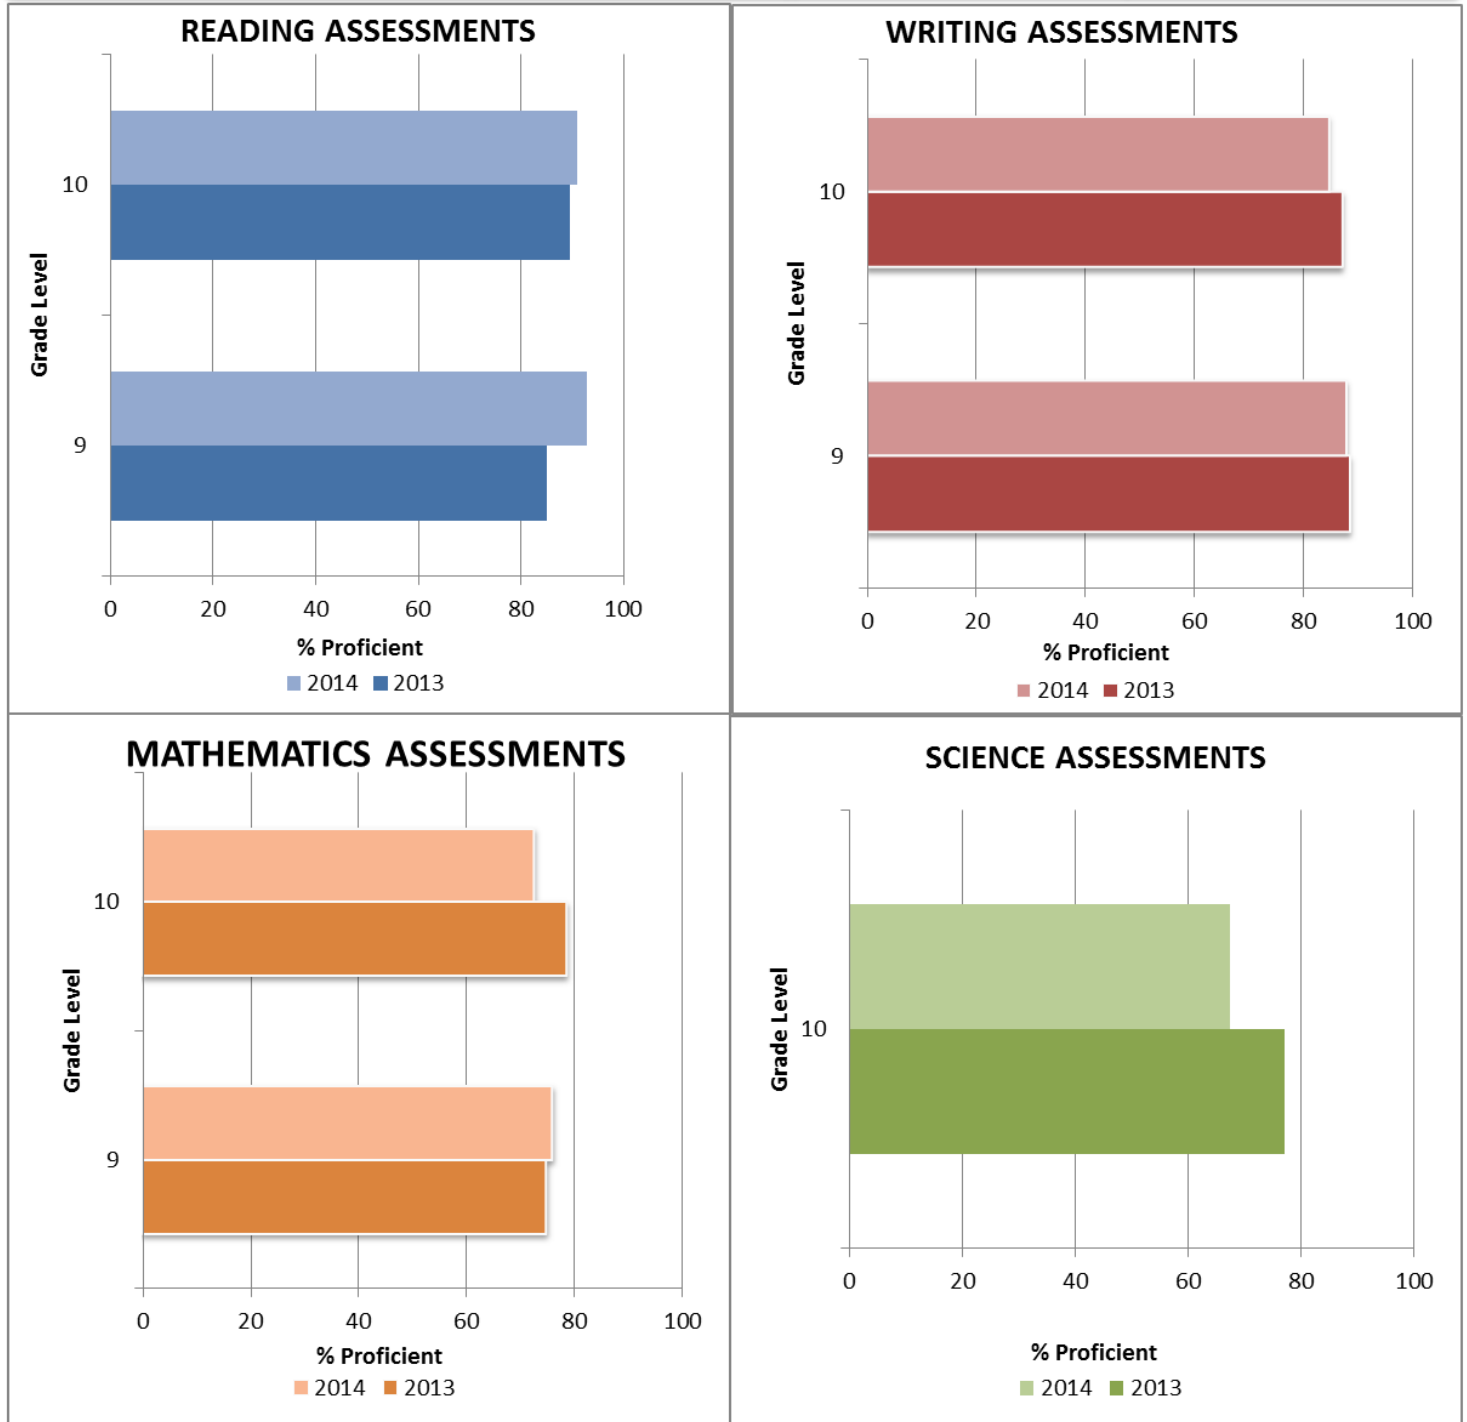 READING ASSESSMENTS
10
9
Grade Level
0 20 40 60 80 100
% Proficient
2014 2013
WRITING ASSESSMENTS
10
9
Grade Level
0 20 40 60 80 100
% Proficient
2014 2013
MATHEMATICS ASSESSMENTS
10
9
Grade Level
0 20 40 60 80 100
% Proficient
2014 2013
SCIENCE ASSESSMENTS
10
Grade Level
0 20 40 60 80 100
% Proficient
2014 2013